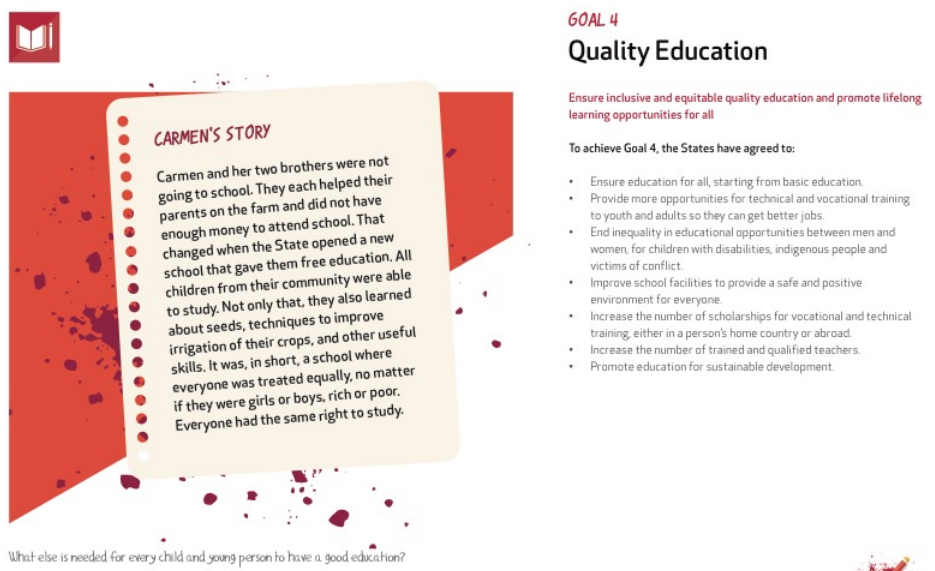 CARMEN'S STORY
Carmen and her two brothers were not
going to school. They each helped their
parents on the farm and did not have
enough money to attend school. That
changed when the State opened a new
school that gave them free education. All
children from their community were able
to study. Not only that, they also learned
about seeds, techniques to improve
irrigation of their crops, and other useful
skills. It was, in short, a school where
everyone was treated equally, no matter
if they were girls or boys, rich or poor.
Everyone had the same right to study.
What else is needed for every child and young person to have a good education?
GOAL 4
Quality Education
Ensure inclusive and equitable quality education and promote lifelong
learning opportunities for all
To achieve Goal 4, the States have agreed to:
• Ensure education for all, starting from basic education.
• Provide more opportunities for technical and vocational training
to youth and adults so they can get better jobs.
• End inequality in educational opportunities between men and
women, for children with disabilities, indigenous people and
victims of conflict.
• Improve school facilities to provide a safe and positive
environment for everyone.
• Increase the number of scholarships for vocational and technical
training, either in a person's home country or abroad.
• Increase the number of trained and qualified teachers.
• Promote education for sustainable development.